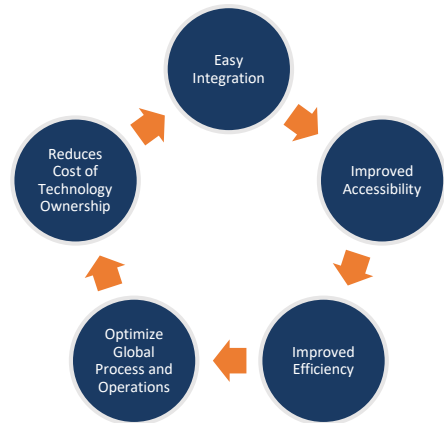 Easy
Integration
Improved
Accessibility
Improved
Efficiency
Optimize
Global
Process and
Operations
Reduces
Cost of
Technology
Ownership